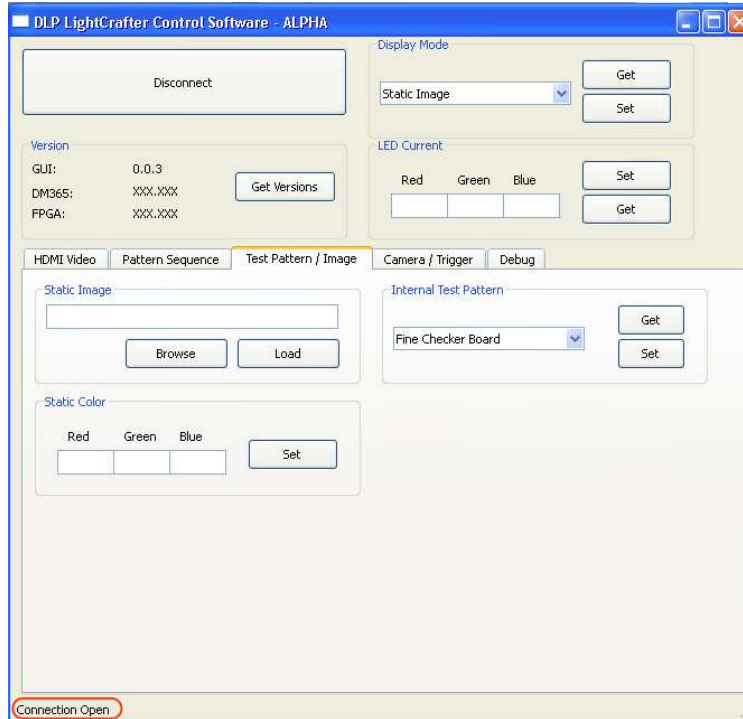 DLP LightCrafter Control Software - ALPHA
Disconnect
Display Mode
Static Image
Get
Set
Version
GUI: 0.0.3
DM365: XXX.XXX
FPGA: XXX.XXX
Get Versions
LED Current
Red Green Blue
Set
Get
HDMI Video Pattern Sequence Test Pattern / Image Camera / Trigger Debug
Static Image
Browse Load
Internal Test Pattern
Fine Checker Board
Get
Set
Static Color
Red Green Blue
Set
Connection Open